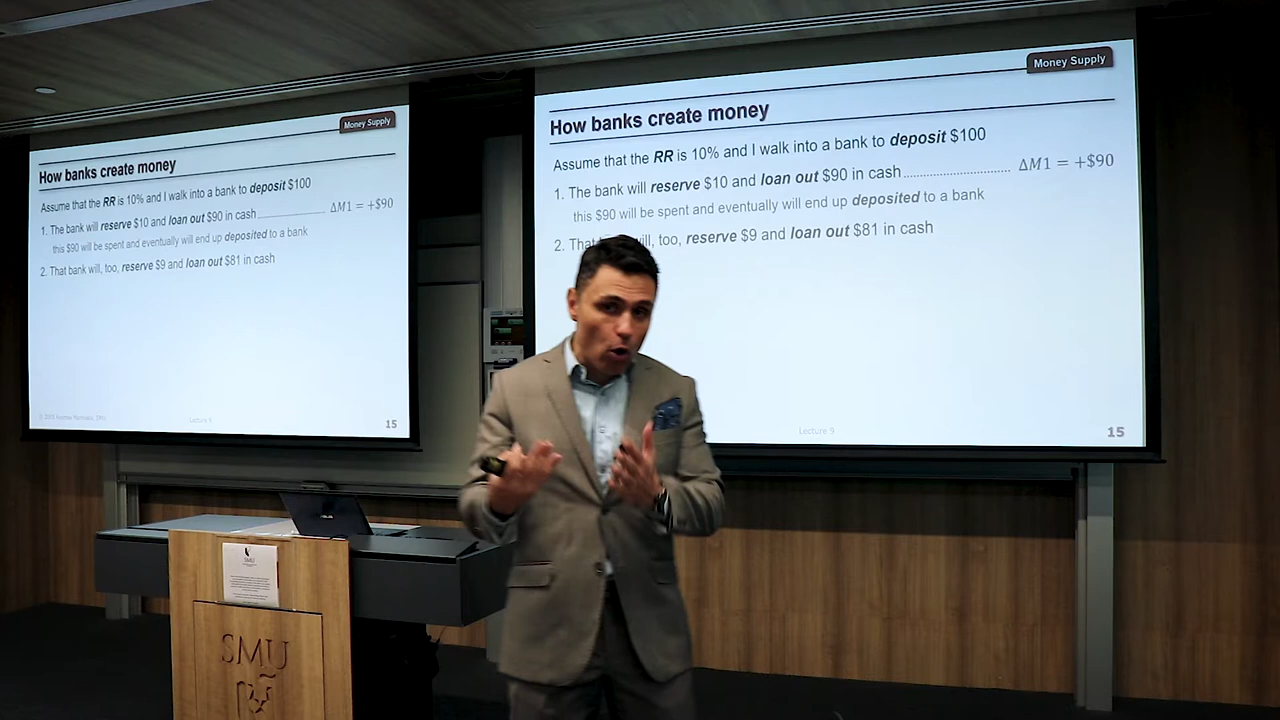 Money Supply
How banks create money
Assume that the RR is 10% and I walk into a bank to deposit $100
1. The bank will reserve $10 and loan out $90 in cash ΔM1 = +$90
this $90 will be spent and eventually will end up deposited to a bank
2. That bank will, too, reserve $9 and loan out $81 in cash
Lecture 9
15
Money Supply
How banks create money
Assume that the RR is 10% and I walk into a bank to deposit $100
1. The bank will reserve $10 and loan out $90 in cash ΔM1 = +$90
this $90 will be spent and eventually will end up deposited to a bank
2. That will, too, reserve $9 and loan out $81 in cash
Lecture 9
15
SMU
SMU